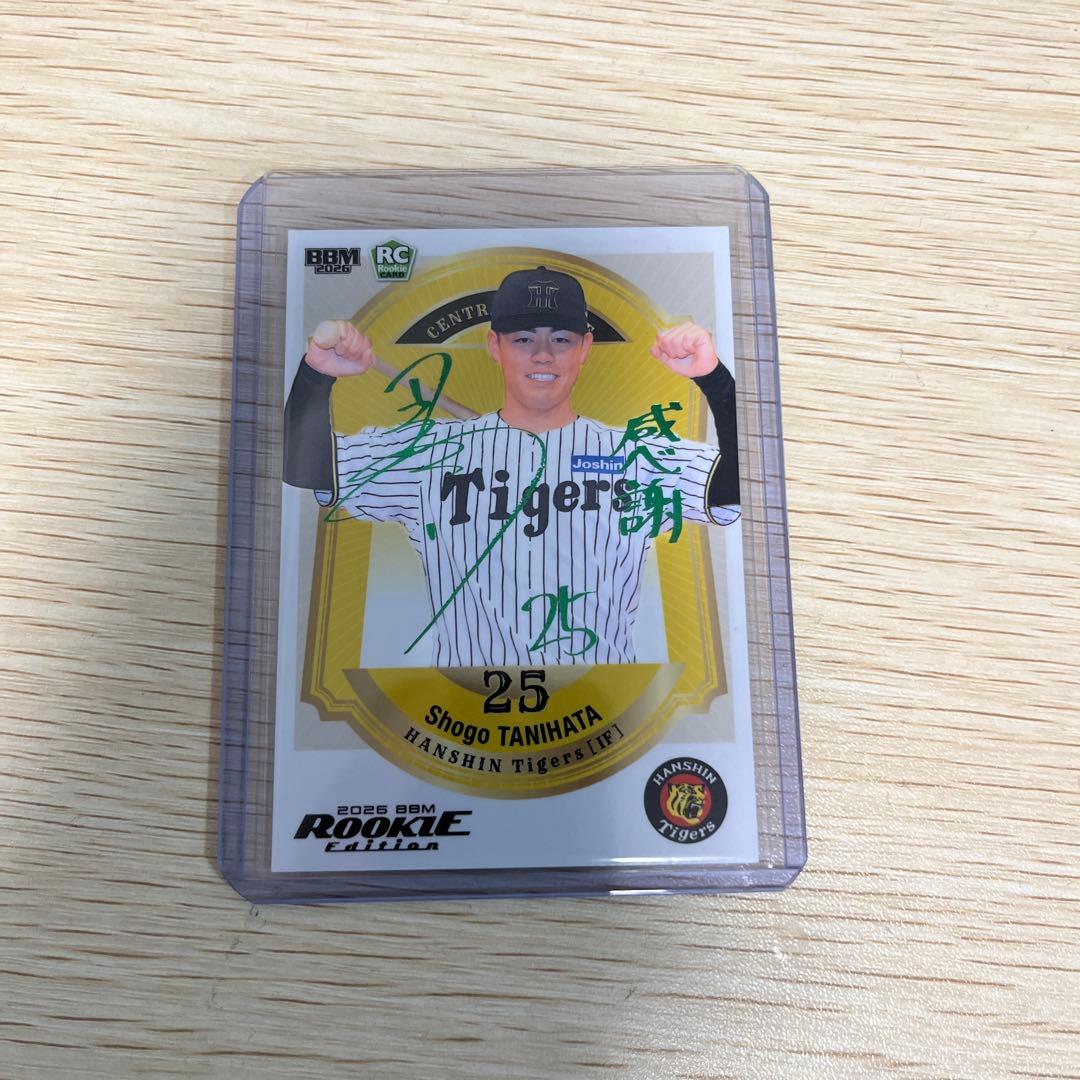 BBM
2026
RC
Rookie
CARD
CENTR
感謝
Joshin
Tigers
25
25
Shogo TANIHATA
HANSHIN Tigers [IF]
2026 BBM
ROOKIE
Edition
HANSHIN
Tigers